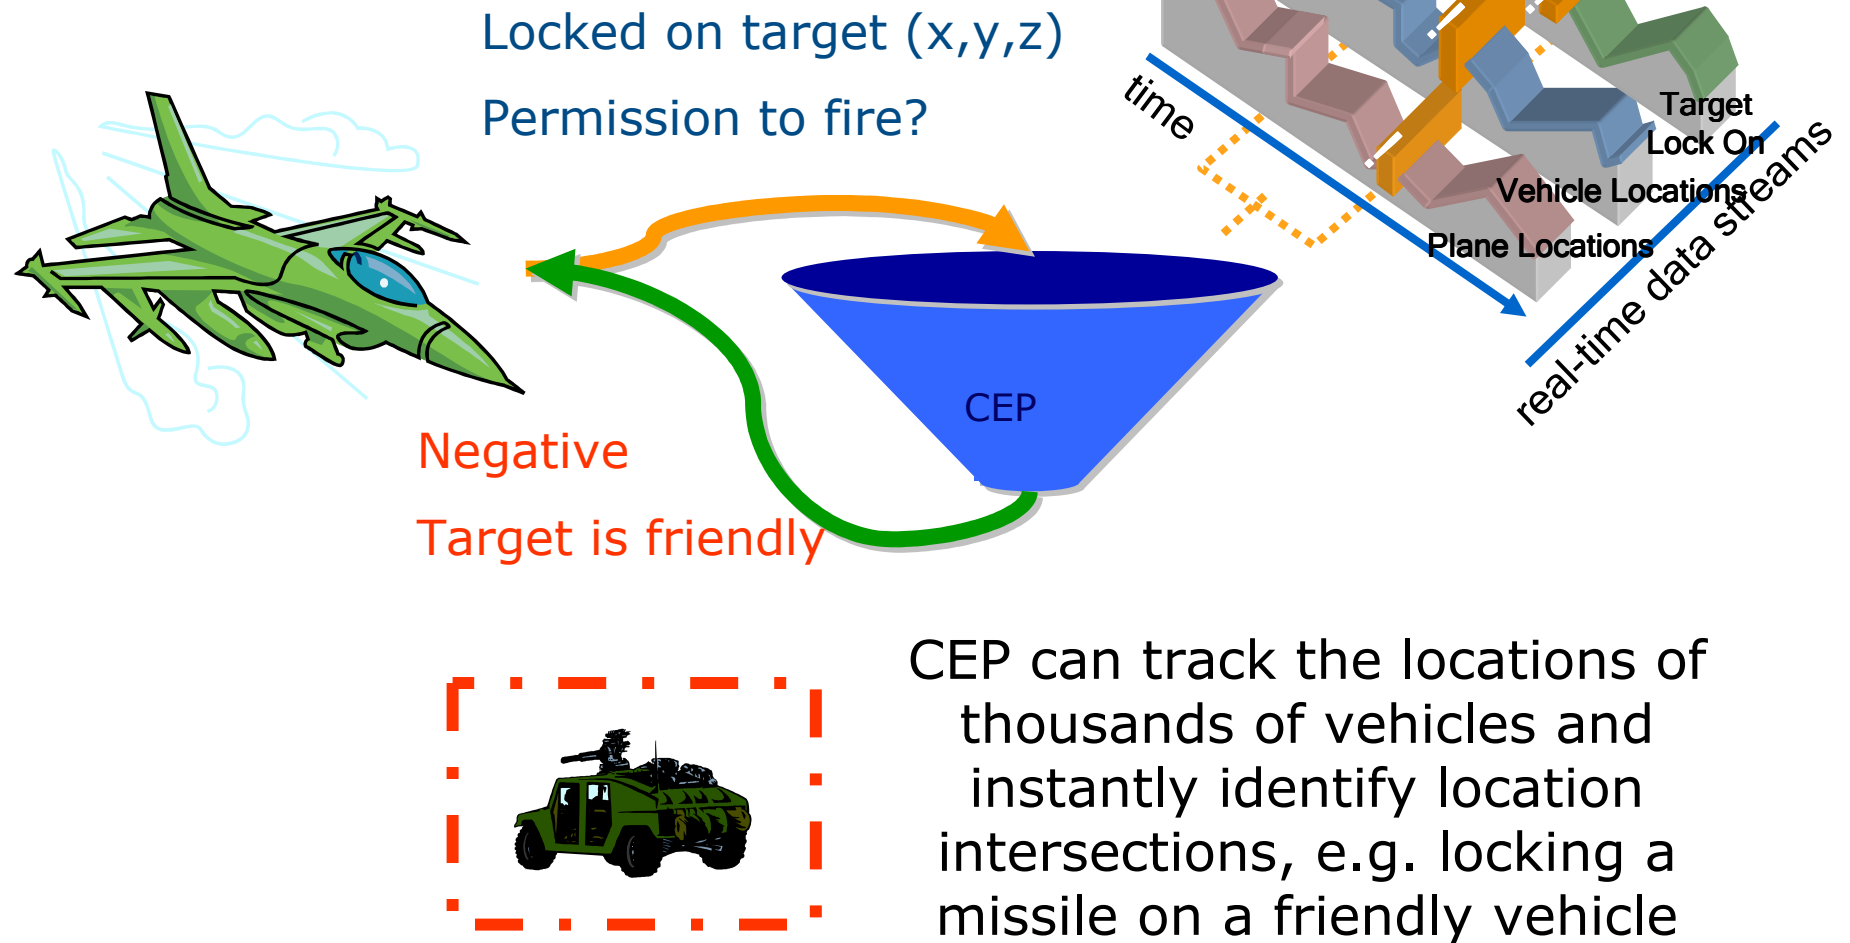 Locked on target (x,y,z)
Permission to fire?
time
Target
Lock On
Vehicle Locations
Plane Locations
real-time data streams
CEP
Negative
Target is friendly
CEP can track the locations of
thousands of vehicles and
instantly identify location
intersections, e.g. locking a
missile on a friendly vehicle